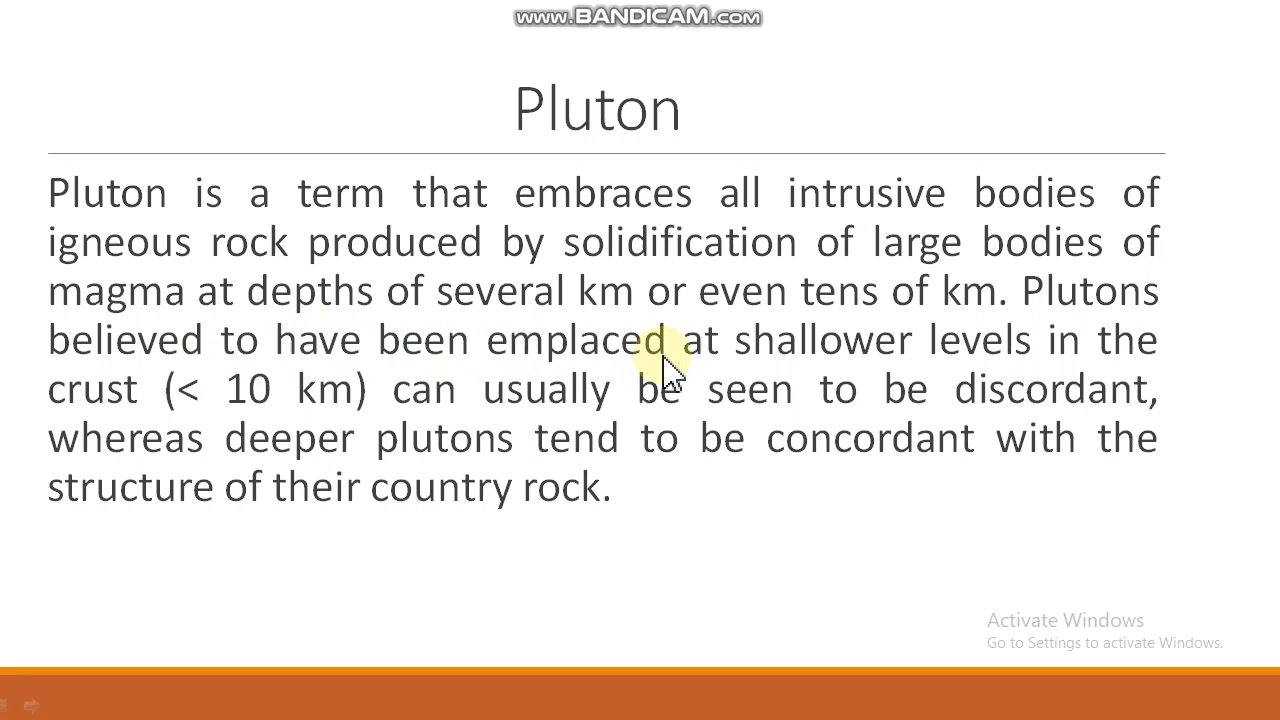 www.BANDICAM.com
Pluton
Pluton is a term that embraces all intrusive bodies of
igneous rock produced by solidification of large bodies of
magma at depths of several km or even tens of km. Plutons
believed to have been emplaced at shallower levels in the
crust (< 10 km) can usually be seen to be discordant,
whereas deeper plutons tend to be concordant with the
structure of their country rock.
Activate Windows
Go to Settings to activate Windows.